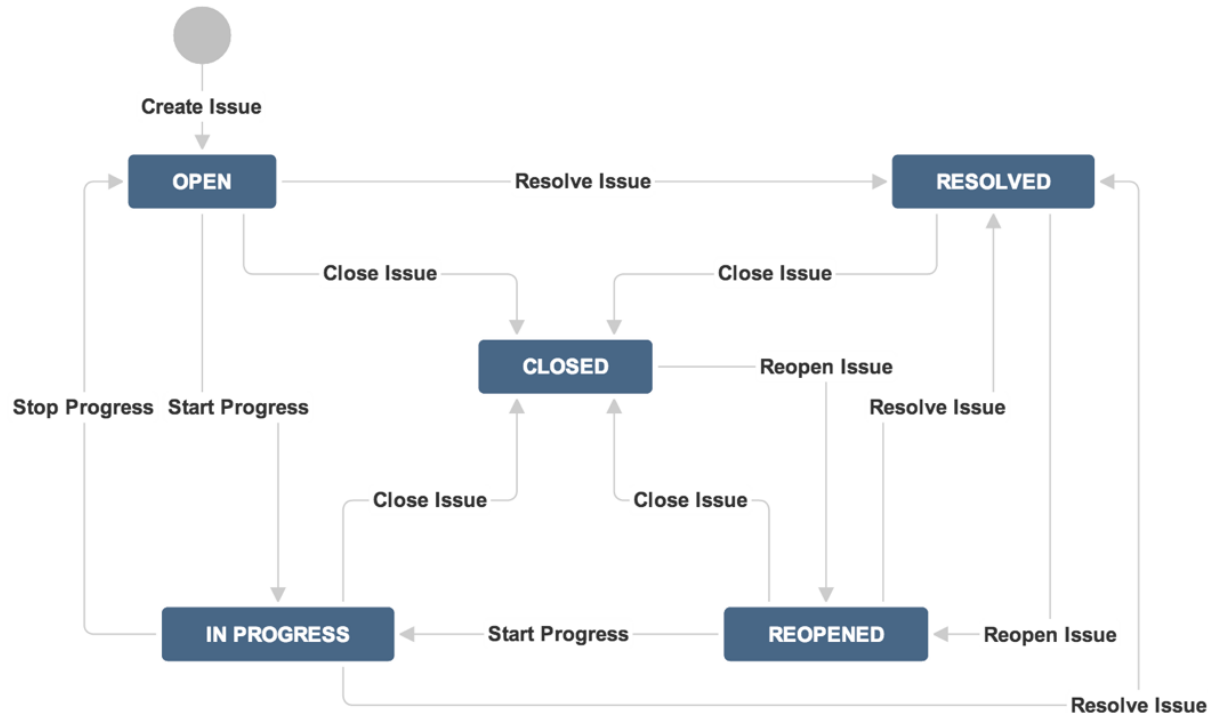 Create Issue
OPEN
Resolve Issue
RESOLVED
Close Issue
Close Issue
CLOSED
Reopen Issue
Stop Progress
Start Progress
Resolve Issue
Close Issue
Close Issue
IN PROGRESS
Start Progress
REOPENED
Reopen Issue
Resolve Issue